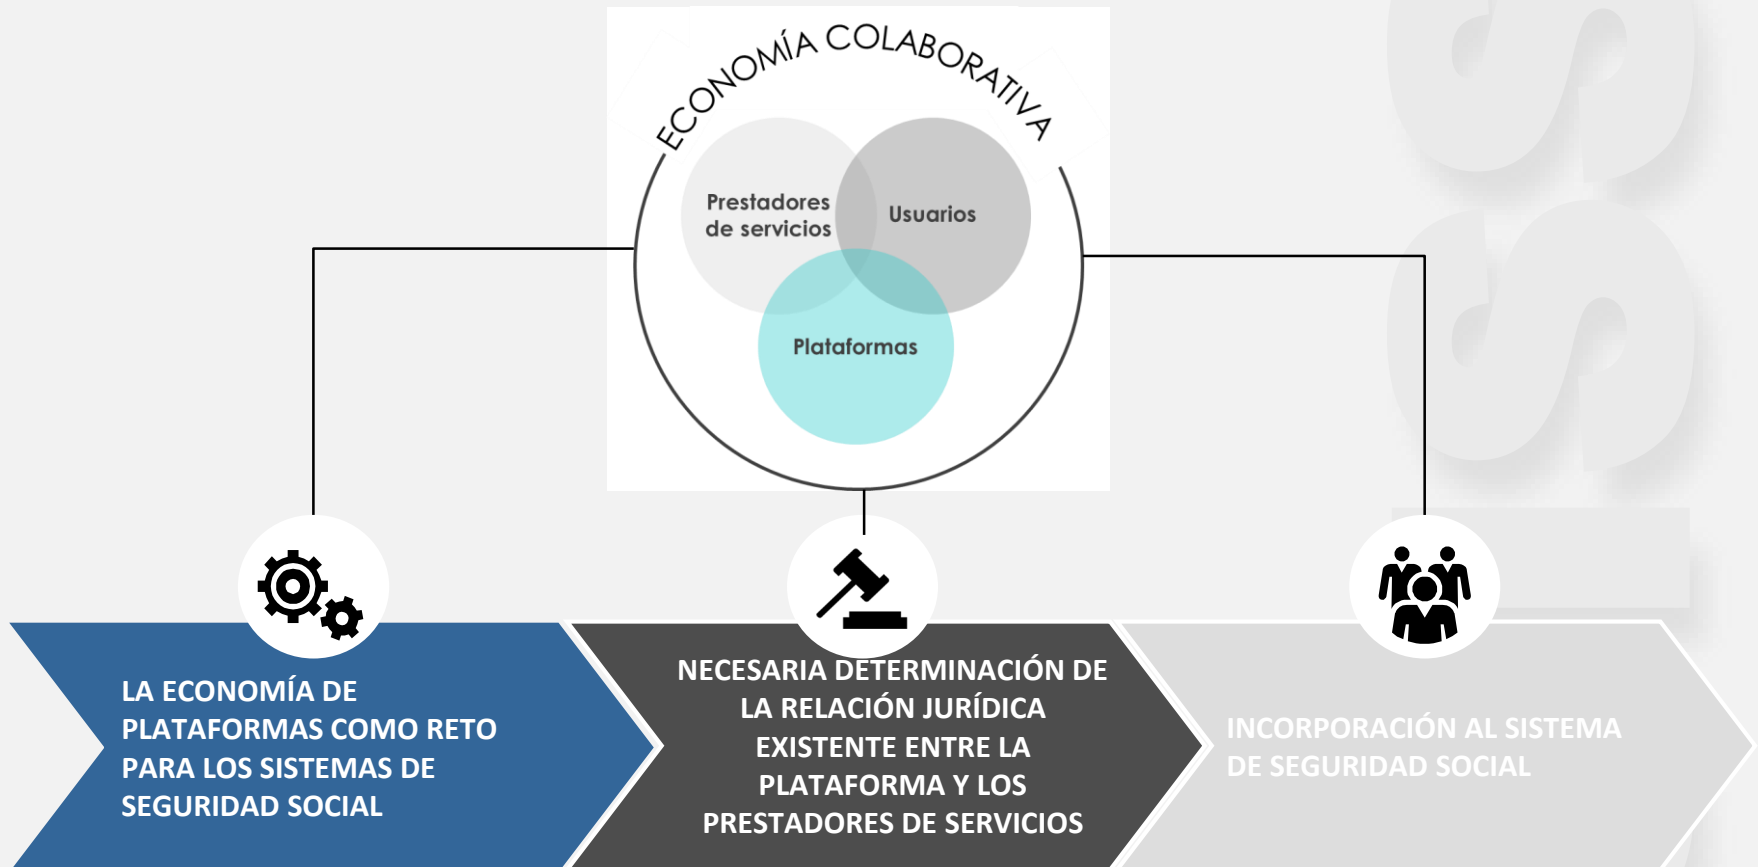 ECONOMÍA COLABORATIVA
Prestadores
de servicios
Usuarios
Plataformas
LA ECONOMÍA DE
PLATAFORMAS COMO RETO
PARA LOS SISTEMAS DE
SEGURIDAD SOCIAL
NECESARIA DETERMINACIÓN DE
LA RELACIÓN JURÍDICA
EXISTENTE ENTRE LA
PLATAFORMA Y LOS
PRESTADORES DE SERVICIOS
INCORPORACIÓN AL SISTEMA
DE SEGURIDAD SOCIAL